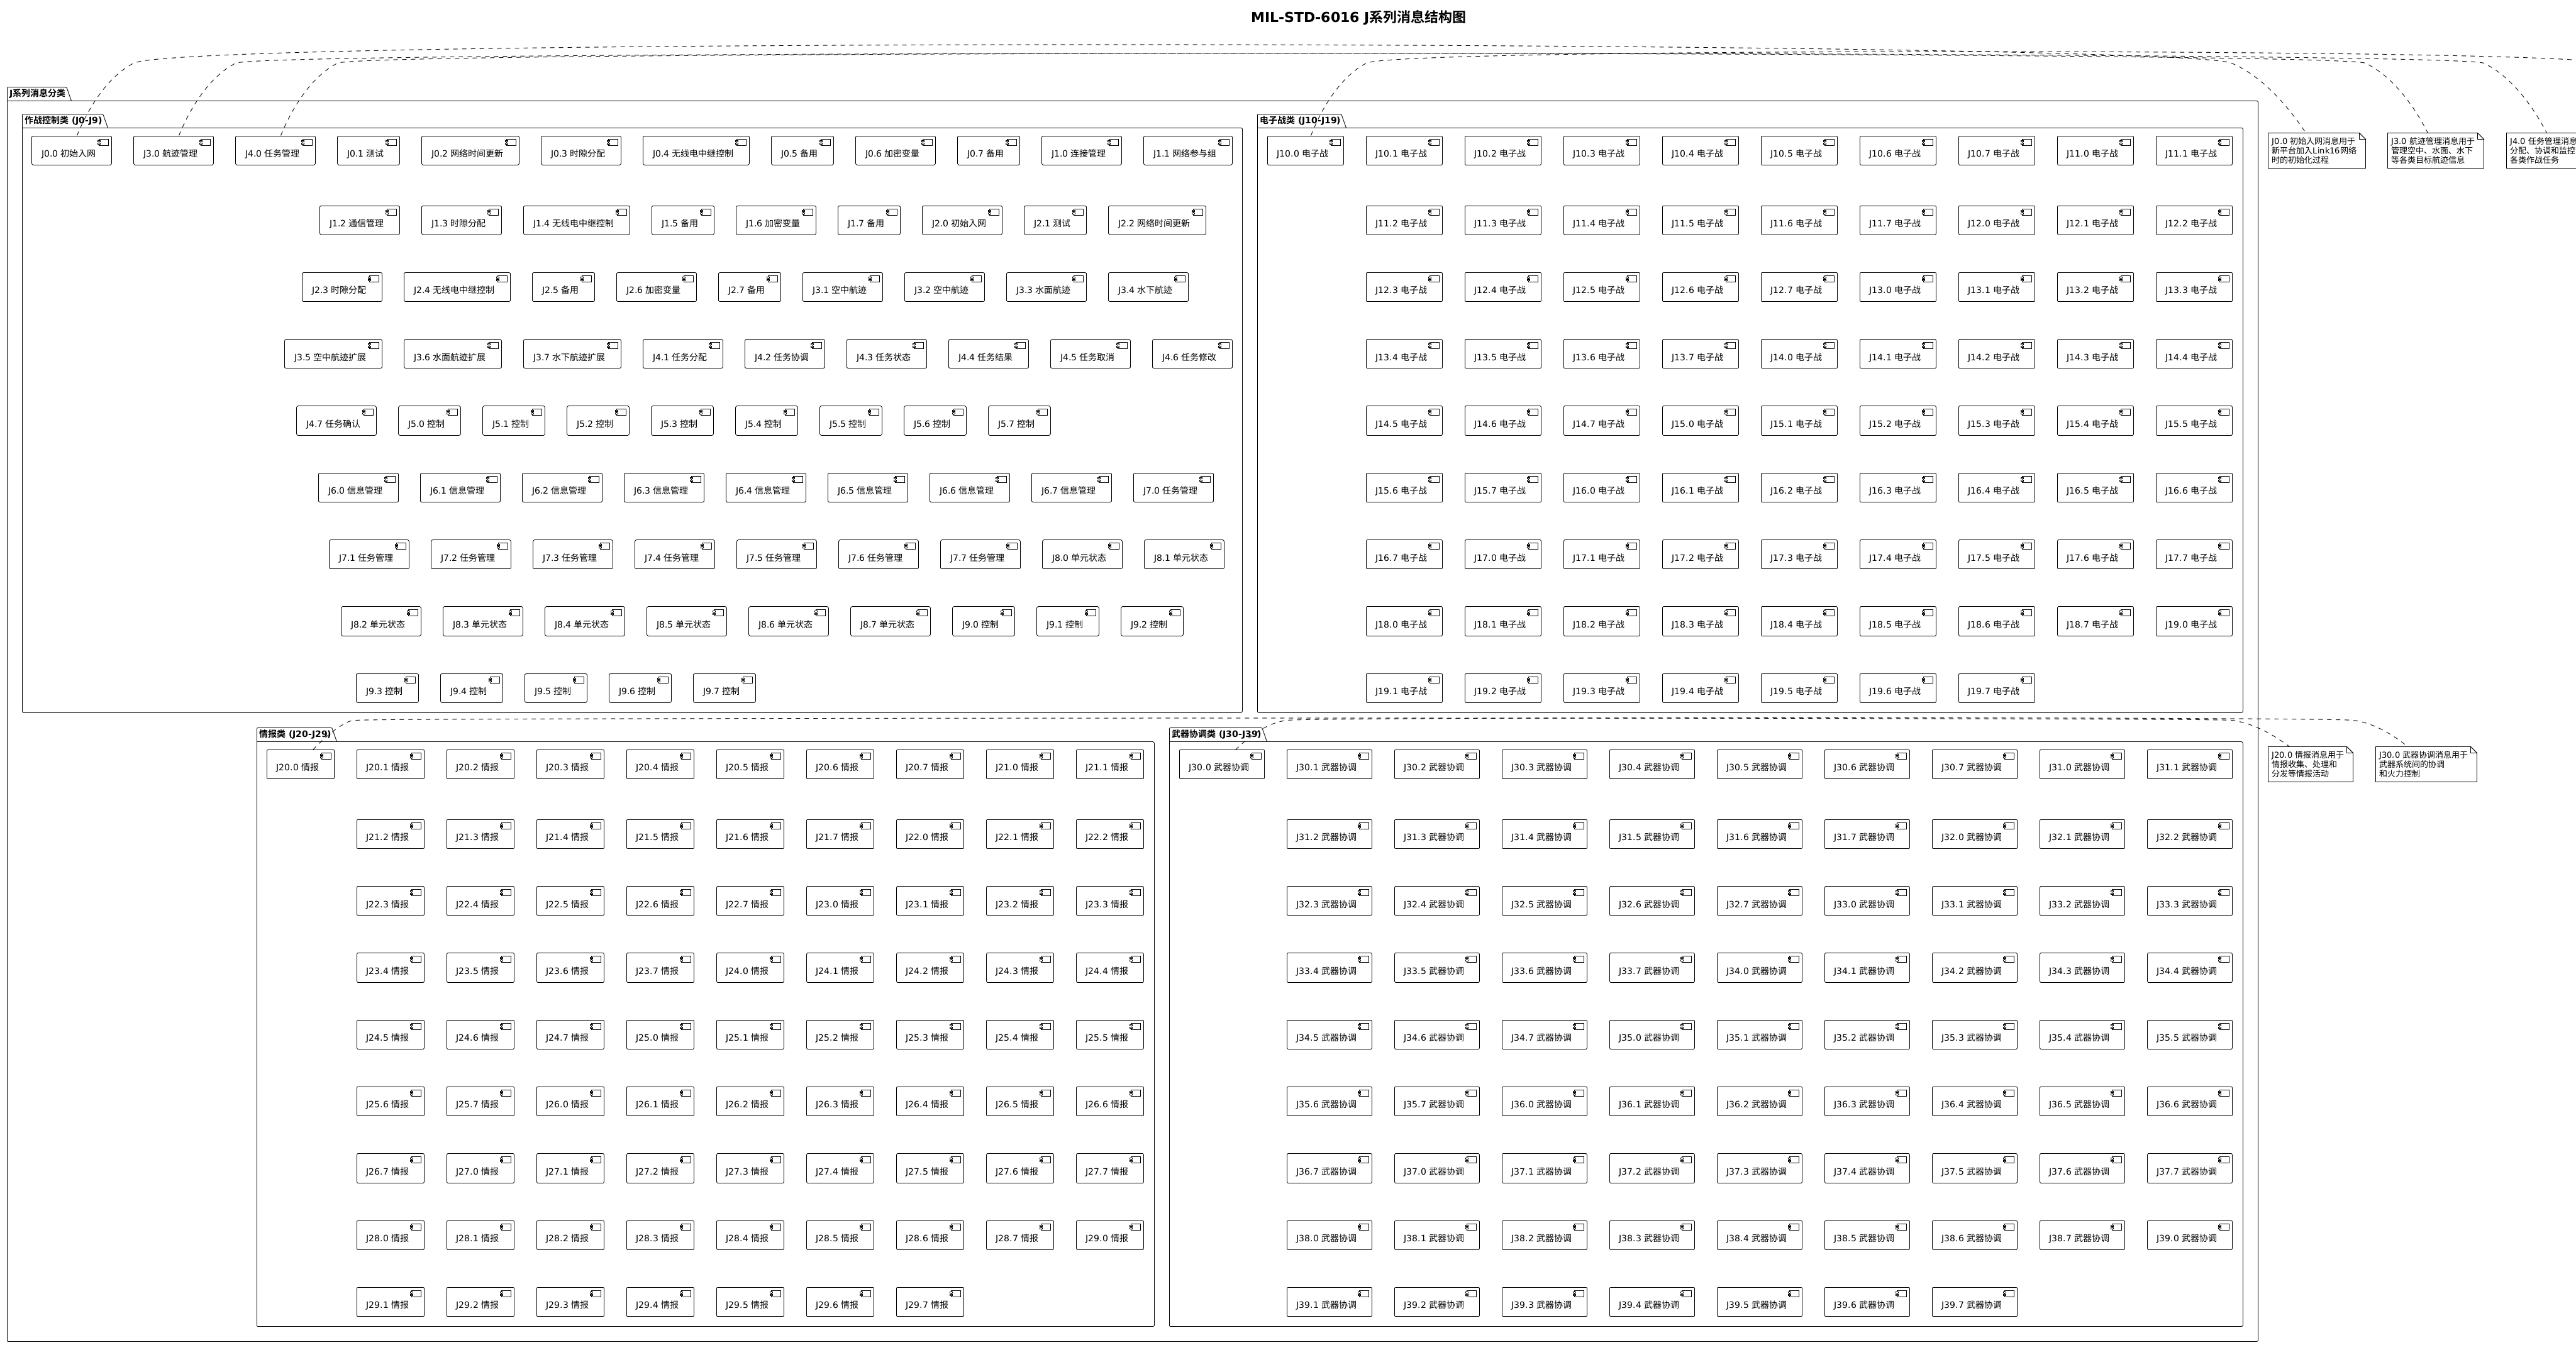 MIL-STD-6016 J系列消息结构图
J系列消息分类
作战控制类 (J0-J9)
J0.0 初始入网
J3.0 航迹管理
J4.0 任务管理
J0.1 测试
J0.2 网络时间更新
J0.3 时隙分配
J0.4 无线电中继控制
J0.5 备用
J0.6 加密变量
J0.7 备用
J1.0 连接管理
J1.1 网络参与组
J1.2 通信管理
J1.3 时隙分配
J1.4 无线电中继控制
J1.5 备用
J1.6 加密变量
J1.7 备用
J2.0 初始入网
J2.1 测试
J2.2 网络时间更新
J2.3 时隙分配
J2.4 无线电中继控制
J2.5 备用
J2.6 加密变量
J2.7 备用
J3.1 空中航迹
J3.2 空中航迹
J3.3 水面航迹
J3.4 水下航迹
J3.5 空中航迹扩展
J3.6 水面航迹扩展
J3.7 水下航迹扩展
J4.1 任务分配
J4.2 任务协调
J4.3 任务状态
J4.4 任务结果
J4.5 任务取消
J4.6 任务修改
J4.7 任务确认
J5.0 控制
J5.1 控制
J5.2 控制
J5.3 控制
J5.4 控制
J5.5 控制
J5.6 控制
J5.7 控制
J6.0 信息管理
J6.1 信息管理
J6.2 信息管理
J6.3 信息管理
J6.4 信息管理
J6.5 信息管理
J6.6 信息管理
J6.7 信息管理
J7.0 任务管理
J7.1 任务管理
J7.2 任务管理
J7.3 任务管理
J7.4 任务管理
J7.5 任务管理
J7.6 任务管理
J7.7 任务管理
J8.0 单元状态
J8.1 单元状态
J8.2 单元状态
J8.3 单元状态
J8.4 单元状态
J8.5 单元状态
J8.6 单元状态
J8.7 单元状态
J9.0 控制
J9.1 控制
J9.2 控制
J9.3 控制
J9.4 控制
J9.5 控制
J9.6 控制
J9.7 控制
电子战类 (J10-J19)
J10.0 电子战
J10.1 电子战
J10.2 电子战
J10.3 电子战
J10.4 电子战
J10.5 电子战
J10.6 电子战
J10.7 电子战
J11.0 电子战
J11.1 电子战
J11.2 电子战
J11.3 电子战
J11.4 电子战
J11.5 电子战
J11.6 电子战
J11.7 电子战
J12.0 电子战
J12.1 电子战
J12.2 电子战
J12.3 电子战
J12.4 电子战
J12.5 电子战
J12.6 电子战
J12.7 电子战
J13.0 电子战
J13.1 电子战
J13.2 电子战
J13.3 电子战
J13.4 电子战
J13.5 电子战
J13.6 电子战
J13.7 电子战
J14.0 电子战
J14.1 电子战
J14.2 电子战
J14.3 电子战
J14.4 电子战
J14.5 电子战
J14.6 电子战
J14.7 电子战
J15.0 电子战
J15.1 电子战
J15.2 电子战
J15.3 电子战
J15.4 电子战
J15.5 电子战
J15.6 电子战
J15.7 电子战
J16.0 电子战
J16.1 电子战
J16.2 电子战
J16.3 电子战
J16.4 电子战
J16.5 电子战
J16.6 电子战
J16.7 电子战
J17.0 电子战
J17.1 电子战
J17.2 电子战
J17.3 电子战
J17.4 电子战
J17.5 电子战
J17.6 电子战
J17.7 电子战
J18.0 电子战
J18.1 电子战
J18.2 电子战
J18.3 电子战
J18.4 电子战
J18.5 电子战
J18.6 电子战
J18.7 电子战
J19.0 电子战
J19.1 电子战
J19.2 电子战
J19.3 电子战
J19.4 电子战
J19.5 电子战
J19.6 电子战
J19.7 电子战
J0.0 初始入网消息用于
新平台加入Link16网络
时的初始化过程
J3.0 航迹管理消息用于
管理空中、水面、水下
等各类目标航迹信息
J4.0 任务管理消息
分配、协调和监控
各类作战任务
情报类 (J20-J29)
J20.0 情报
J20.1 情报
J20.2 情报
J20.3 情报
J20.4 情报
J20.5 情报
J20.6 情报
J20.7 情报
J21.0 情报
J21.1 情报
J21.2 情报
J21.3 情报
J21.4 情报
J21.5 情报
J21.6 情报
J21.7 情报
J22.0 情报
J22.1 情报
J22.2 情报
J22.3 情报
J22.4 情报
J22.5 情报
J22.6 情报
J22.7 情报
J23.0 情报
J23.1 情报
J23.2 情报
J23.3 情报
J23.4 情报
J23.5 情报
J23.6 情报
J23.7 情报
J24.0 情报
J24.1 情报
J24.2 情报
J24.3 情报
J24.4 情报
J24.5 情报
J24.6 情报
J24.7 情报
J25.0 情报
J25.1 情报
J25.2 情报
J25.3 情报
J25.4 情报
J25.5 情报
J25.6 情报
J25.7 情报
J26.0 情报
J26.1 情报
J26.2 情报
J26.3 情报
J26.4 情报
J26.5 情报
J26.6 情报
J26.7 情报
J27.0 情报
J27.1 情报
J27.2 情报
J27.3 情报
J27.4 情报
J27.5 情报
J27.6 情报
J27.7 情报
J28.0 情报
J28.1 情报
J28.2 情报
J28.3 情报
J28.4 情报
J28.5 情报
J28.6 情报
J28.7 情报
J29.0 情报
J29.1 情报
J29.2 情报
J29.3 情报
J29.4 情报
J29.5 情报
J29.6 情报
J29.7 情报
武器协调类 (J30-J39)
J30.0 武器协调
J30.1 武器协调
J30.2 武器协调
J30.3 武器协调
J30.4 武器协调
J30.5 武器协调
J30.6 武器协调
J30.7 武器协调
J31.0 武器协调
J31.1 武器协调
J31.2 武器协调
J31.3 武器协调
J31.4 武器协调
J31.5 武器协调
J31.6 武器协调
J31.7 武器协调
J32.0 武器协调
J32.1 武器协调
J32.2 武器协调
J32.3 武器协调
J32.4 武器协调
J32.5 武器协调
J32.6 武器协调
J32.7 武器协调
J33.0 武器协调
J33.1 武器协调
J33.2 武器协调
J33.3 武器协调
J33.4 武器协调
J33.5 武器协调
J33.6 武器协调
J33.7 武器协调
J34.0 武器协调
J34.1 武器协调
J34.2 武器协调
J34.3 武器协调
J34.4 武器协调
J34.5 武器协调
J34.6 武器协调
J34.7 武器协调
J35.0 武器协调
J35.1 武器协调
J35.2 武器协调
J35.3 武器协调
J35.4 武器协调
J35.5 武器协调
J35.6 武器协调
J35.7 武器协调
J36.0 武器协调
J36.1 武器协调
J36.2 武器协调
J36.3 武器协调
J36.4 武器协调
J36.5 武器协调
J36.6 武器协调
J36.7 武器协调
J37.0 武器协调
J37.1 武器协调
J37.2 武器协调
J37.3 武器协调
J37.4 武器协调
J37.5 武器协调
J37.6 武器协调
J37.7 武器协调
J38.0 武器协调
J38.1 武器协调
J38.2 武器协调
J38.3 武器协调
J38.4 武器协调
J38.5 武器协调
J38.6 武器协调
J38.7 武器协调
J39.0 武器协调
J39.1 武器协调
J39.2 武器协调
J39.3 武器协调
J39.4 武器协调
J39.5 武器协调
J39.6 武器协调
J39.7 武器协调
J20.0 情报消息用于
情报收集、处理和
分发等情报活动
J30.0 武器协调消息用于
武器系统间的协调
和火力控制